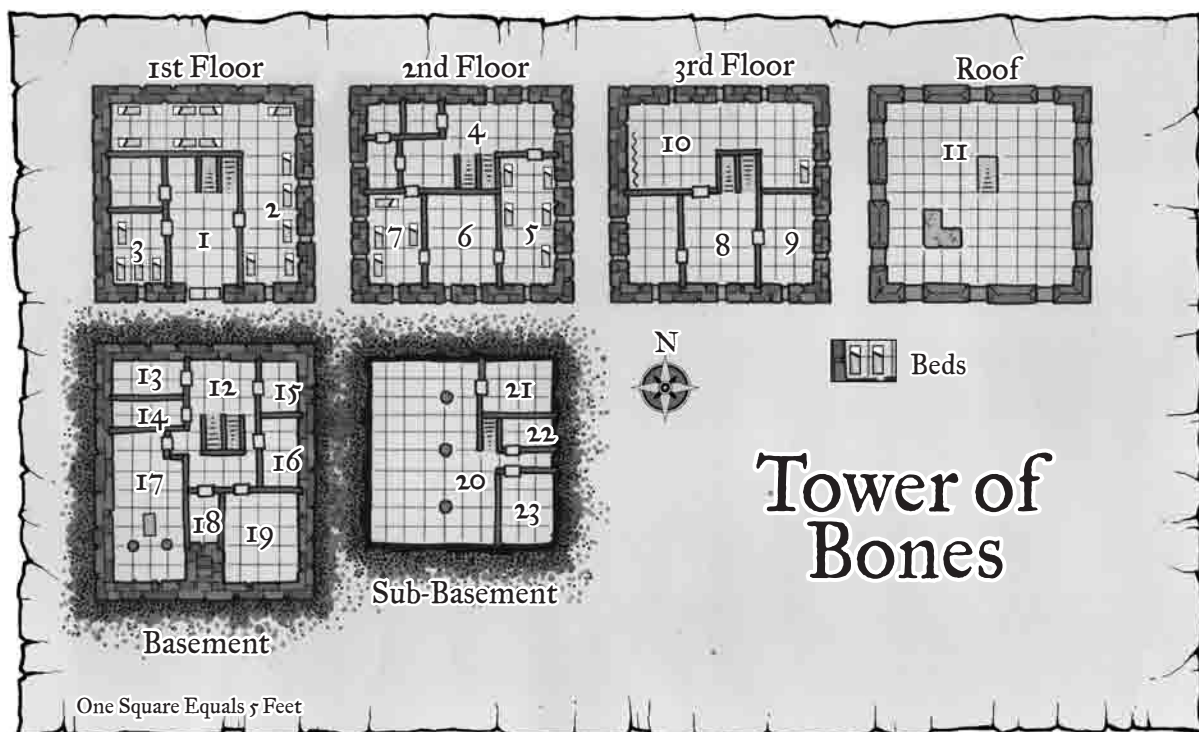 1st Floor
2nd Floor
3rd Floor
Roof
1
2
3
4
5
6
7
8
9
10
11
N
Beds
12
13
14
15
16
17
18
19
20
21
22
23
Tower of
Bones
Sub-Basement
Basement
One Square Equals 5 Feet